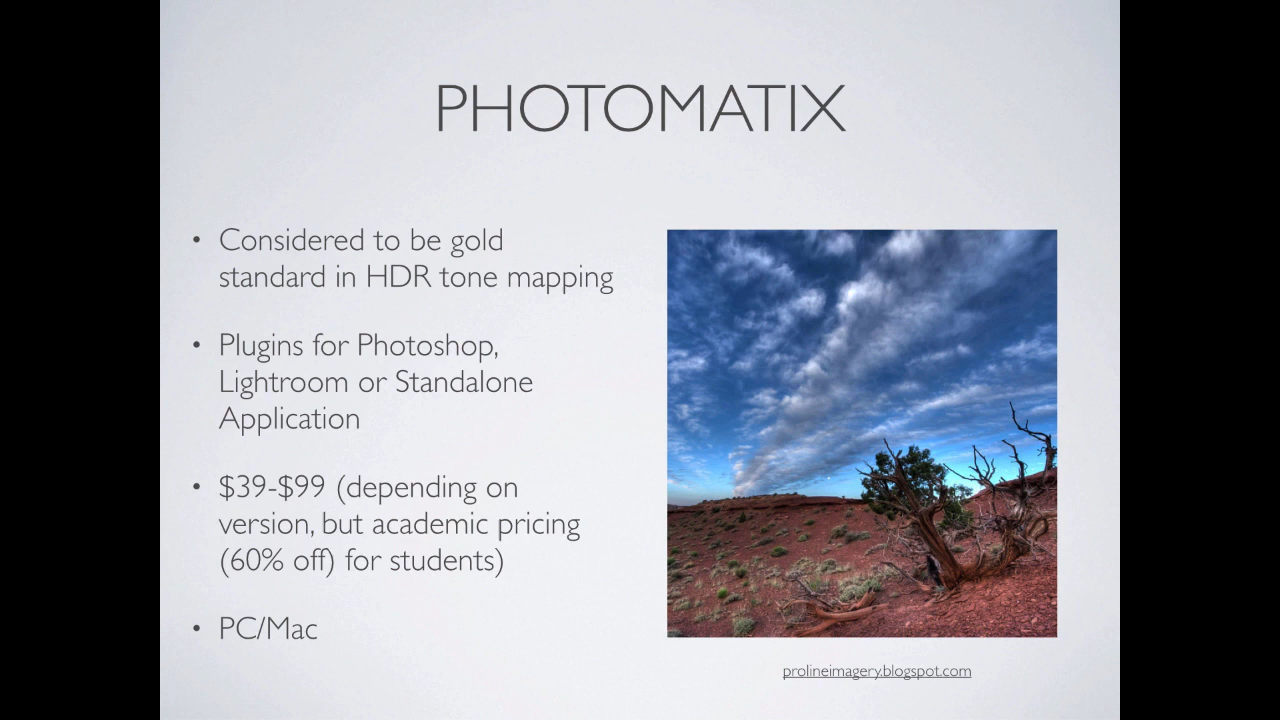 PHOTOMATIX
• Considered to be gold
standard in HDR tone mapping
• Plugins for Photoshop,
Lightroom or Standalone
Application
• $39-$99 (depending on
version, but academic pricing
(60% off) for students)
• PC/Mac
prolineimagery.blogspot.com